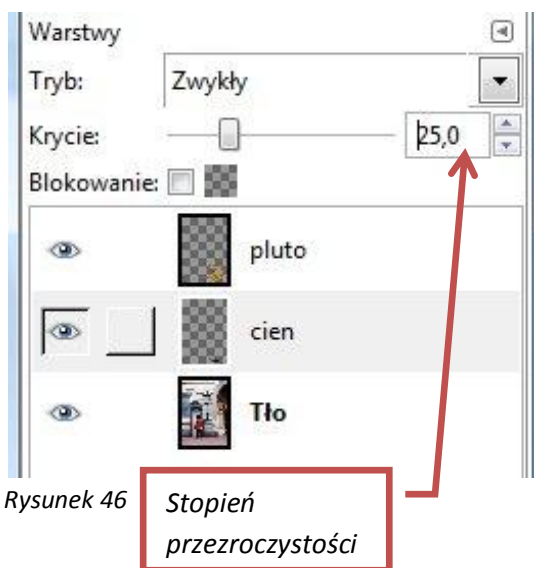 Warstwy
Tryb: Zwykły
Krycie: 25,0
Blokowanie:
pluto
cien
Tło
Rysunek 46
Stopień
przezroczystości